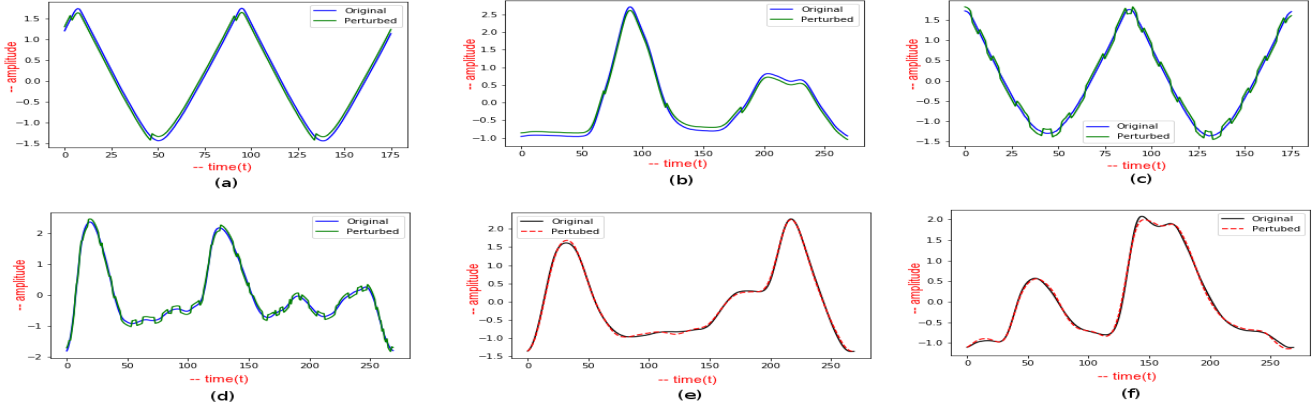 Original
Perturbed
1.5
1.0
0.5
0.0
−0.5
−1.0
−1.5
-- amplitude
0 25 50 75 100 125 150 175
-- time(t)
(a)
Original
Perturbed
2.5
2.0
1.5
1.0
0.5
0.0
−0.5
−1.0
-- amplitude
0 50 100 150 200 250
-- time(t)
(b)
Original
Perturbed
1.5
1.0
0.5
0.0
−0.5
−1.0
−1.5
-- amplitude
0 25 50 75 100 125 150 175
-- time(t)
(c)
Original
Perturbed
2
1
0
−1
−2
-- amplitude
0 50 100 150 200 250
-- time(t)
(d)
Original
Pertubed
2.0
1.5
1.0
0.5
0.0
−0.5
−1.0
−1.5
-- amplitude
0 50 100 150 200 250
-- time(t)
(e)
Original
Pertubed
2.0
1.5
1.0
0.5
0.0
−0.5
−1.0
-- amplitude
0 50 100 150 200 250
-- time(t)
(f)